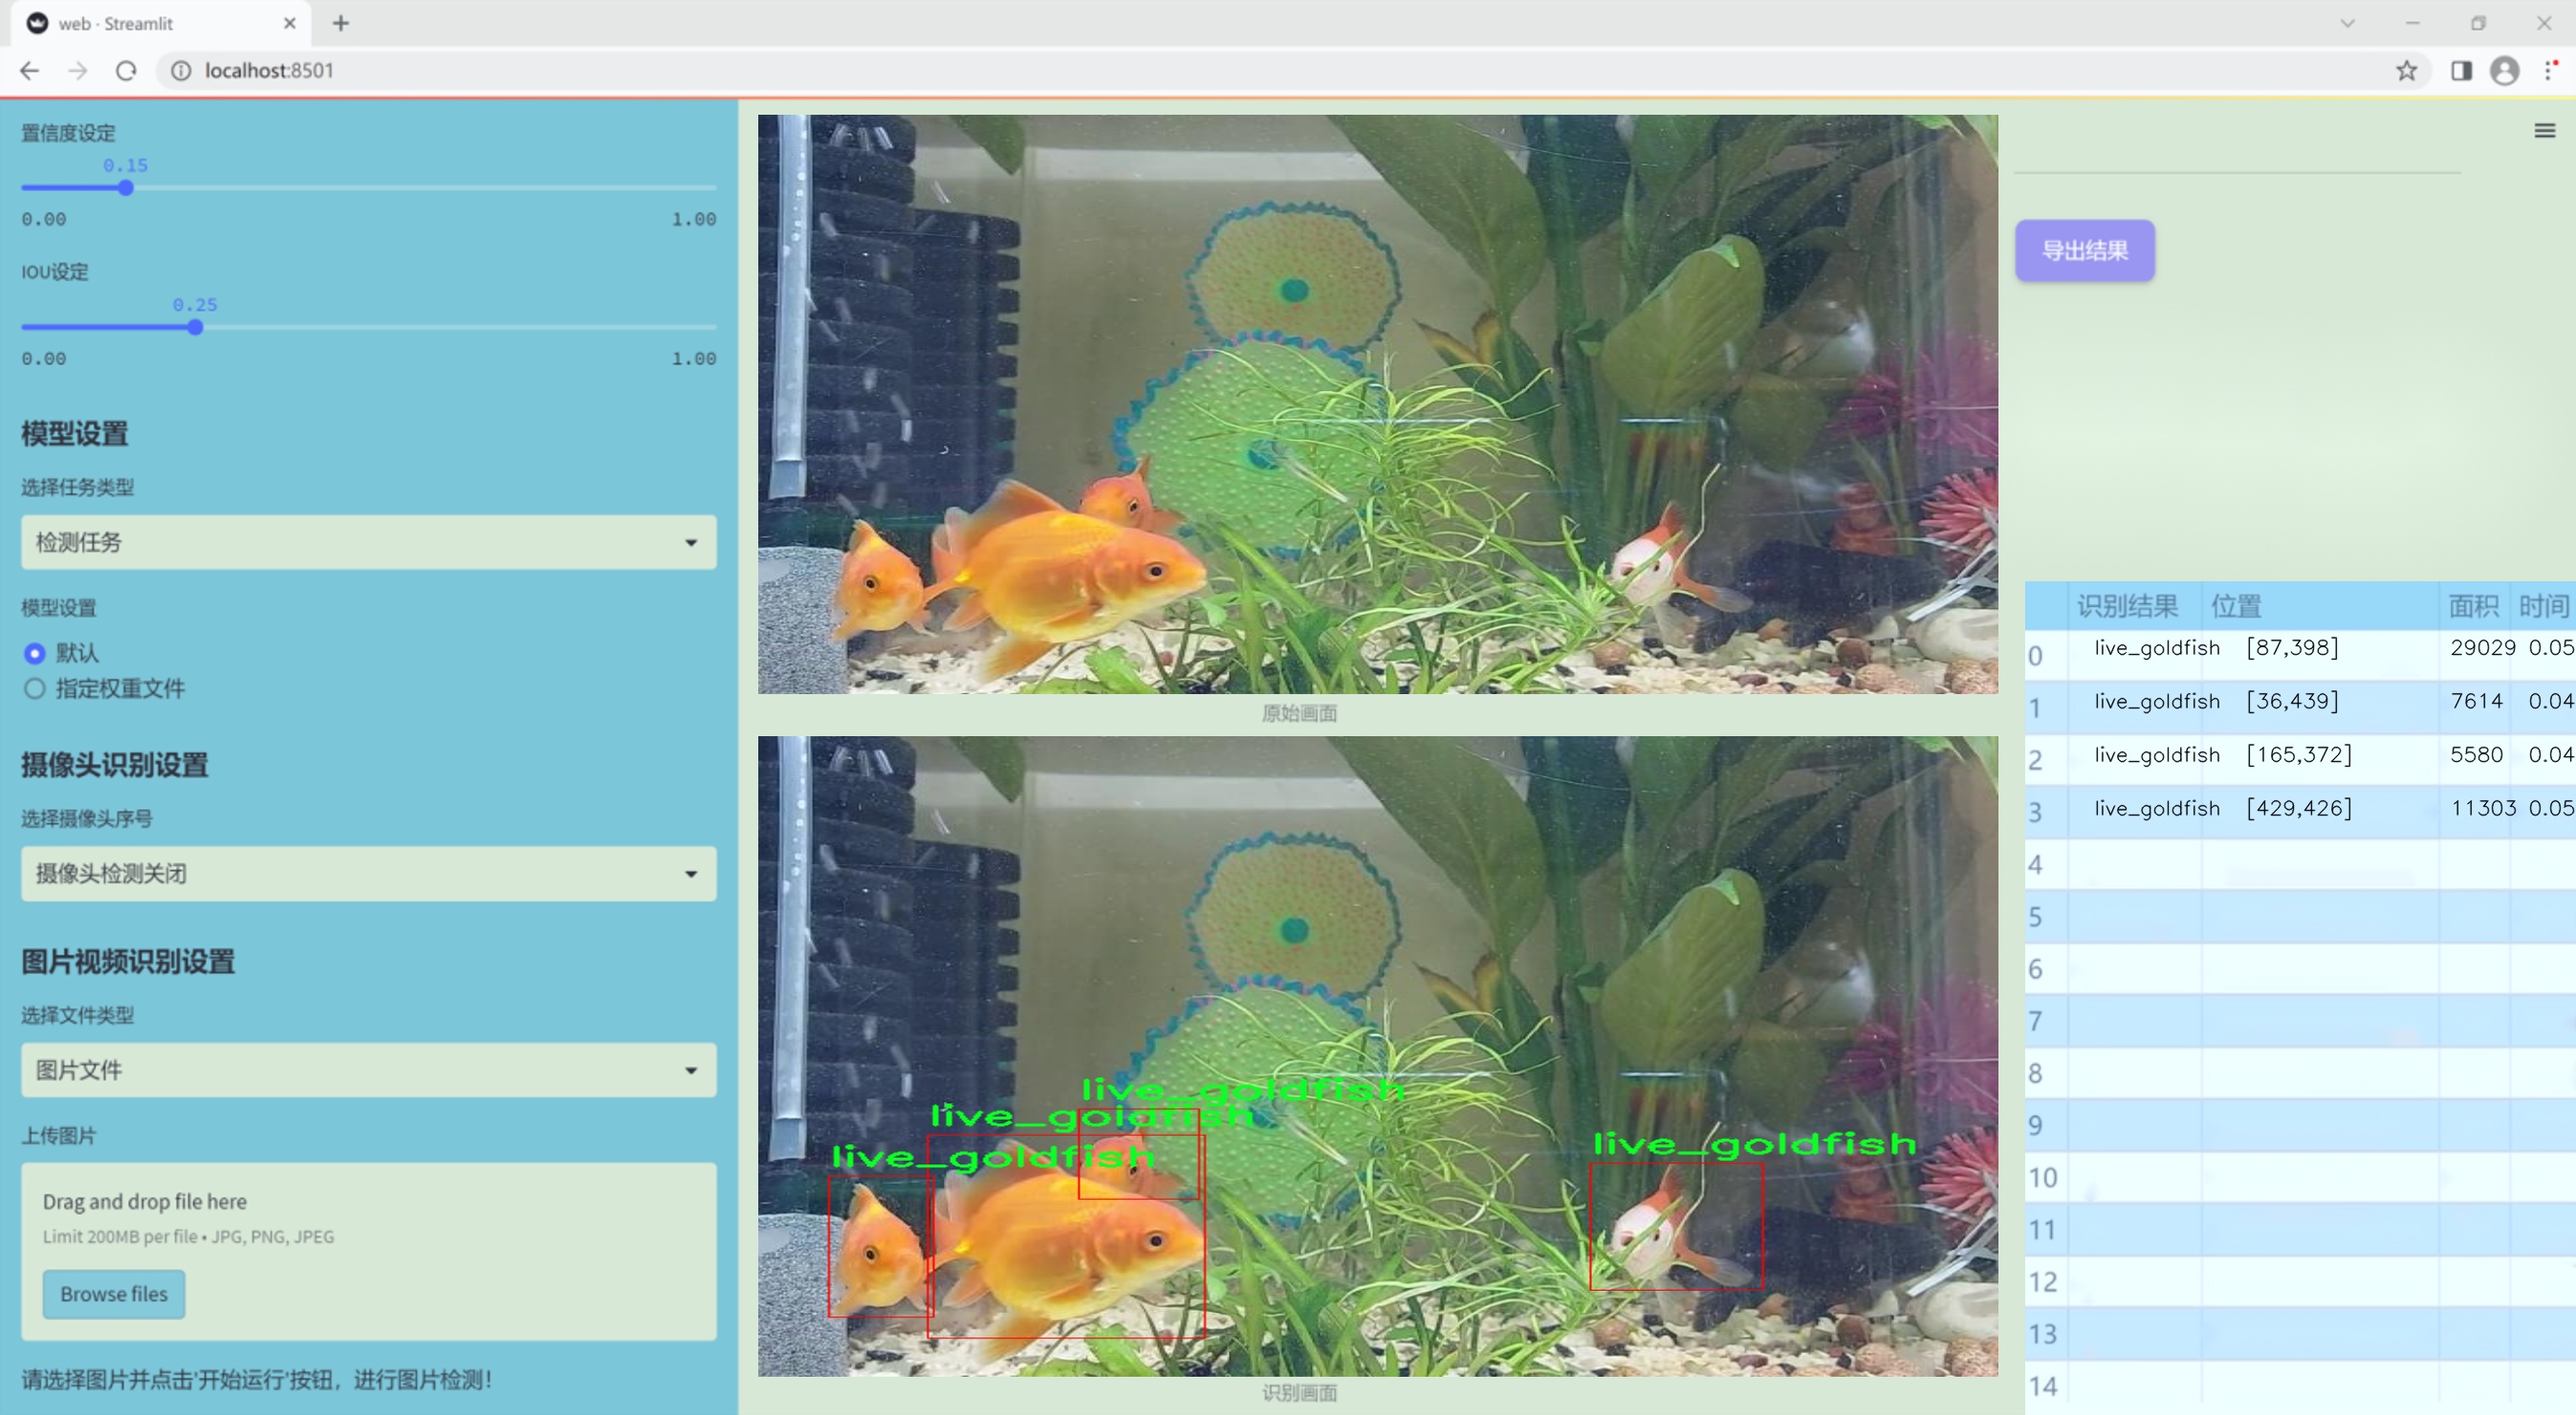 web · Streamlit
localhost:8501
置信度设定
0.15
0.00 1.00
IOU设定
0.25
0.00 1.00
模型设置
选择任务类型
检测任务
模型设置
默认
指定权重文件
摄像头识别设置
选择摄像头序号
摄像头检测关闭
图片视频识别设置
选择文件类型
图片文件
上传图片
Drag and drop file here
Limit 200MB per file • JPG, PNG, JPEG
Browse files
请选择图片并点击'开始运行'按钮，进行图片检测！
原始画面
live_goldfish
live_goldfish
live_goldfish
live_goldfish
识别画面
导出结果
识别结果 位置 面积 时间
0 live_goldfish [87,398] 29029 0.05
1 live_goldfish [36,439] 7614 0.04
2 live_goldfish [165,372] 5580 0.04
3 live_goldfish [429,426] 11303 0.05
4
5
6
7
8
9
10
11
12
13
14